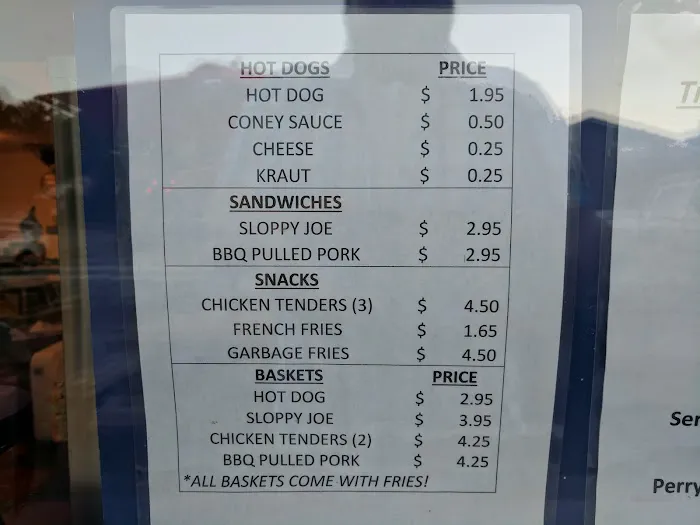 HOT DOGS PRICE
HOT DOG $ 1.95
CONEY SAUCE $ 0.50
CHEESE $ 0.25
KRAUT $ 0.25
SANDWICHES
SLOPPY JOE $ 2.95
BBQ PULLED PORK $ 2.95
SNACKS
CHICKEN TENDERS (3) $ 4.50
FRENCH FRIES $ 1.65
GARBAGE FRIES $ 4.50
BASKETS PRICE
HOT DOG $ 2.95
SLOPPY JOE $ 3.95
CHICKEN TENDERS (2) $ 4.25
BBQ PULLED PORK $ 4.25
*ALL BASKETS COME WITH FRIES!
Perry